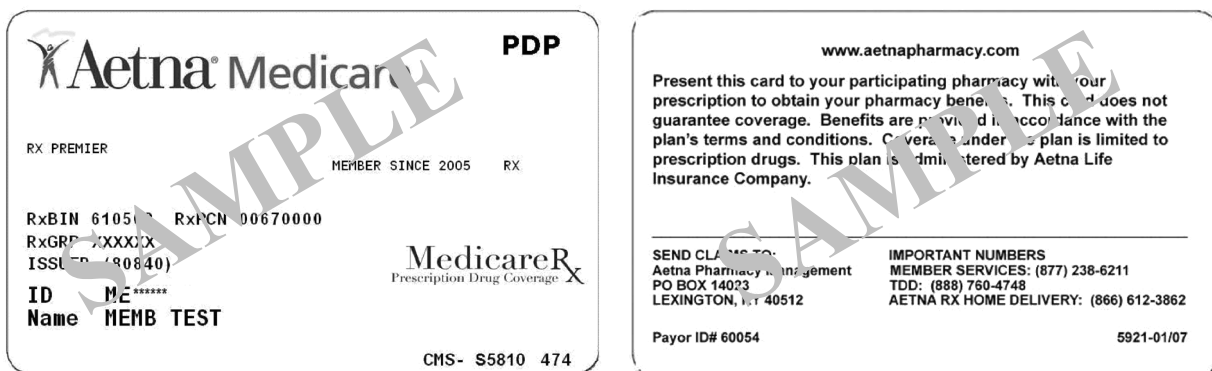 Aetna® Medicare
PDP
RX PREMIER
MEMBER SINCE 2005 RX
RxBIN RxPCN 00670000
RxGRP XXXXXX
ISSUER (80840)
MedicareRx
Prescription Drug Coverage
ID ME******
Name MEMB TEST
CMS- S5810 474
SAMPLE
www.aetnapharmacy.com
Present this card to your participating pharmacy with your
prescription to obtain your pharmacy benefits. This card does not
guarantee coverage. Benefits are provided in accordance with the
plan's terms and conditions. Coverage under the plan is limited to
prescription drugs. This plan is administered by Aetna Life
Insurance Company.
SEND CLAIMS TO:
Aetna Pharmacy Management
PO BOX 14023
LEXINGTON, KY 40512
IMPORTANT NUMBERS
MEMBER SERVICES: (877) 238-6211
TDD: (888) 760-4748
AETNA RX HOME DELIVERY: (866) 612-3862
Payor ID# 60054
5921-01/07
SAMPLE